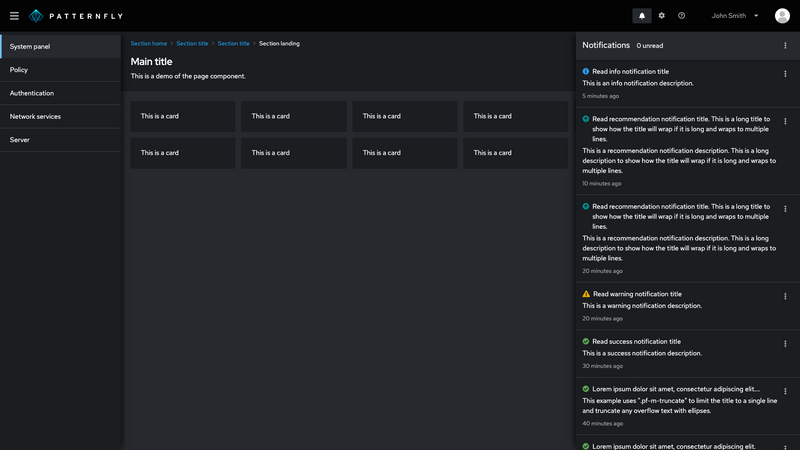 PATTERNFLY
John Smith
System panel
Policy
Authentication
Network services
Server
Section home > Section title > Section title > Section landing
Main title
This is a demo of the page component.
This is a card
This is a card
This is a card
This is a card
This is a card
This is a card
This is a card
This is a card
Notifications 0 unread
Read info notification title
This is an info notification description.
5 minutes ago
Read recommendation notification title. This is a long title to
show how the title will wrap if it is long and wraps to multiple
lines.
This is a recommendation notification description. This is a long
description to show how the title will wrap if it is long and wraps to
multiple lines.
10 minutes ago
Read recommendation notification title. This is a long title to
show how the title will wrap if it is long and wraps to multiple
lines.
This is a recommendation notification description. This is a long
description to show how the title will wrap if it is long and wraps to
multiple lines.
20 minutes ago
Read warning notification title
This is a warning notification description.
20 minutes ago
Read success notification title
This is a success notification description.
30 minutes ago
Lorem ipsum dolor sit amet, consectetur adipiscing elit....
This example uses ".pf-m-truncate" to limit the title to a single line
and truncate any overflow text with ellipses.
40 minutes ago
Lorem ipsum dolor sit amet, consectetur adipiscing elit.